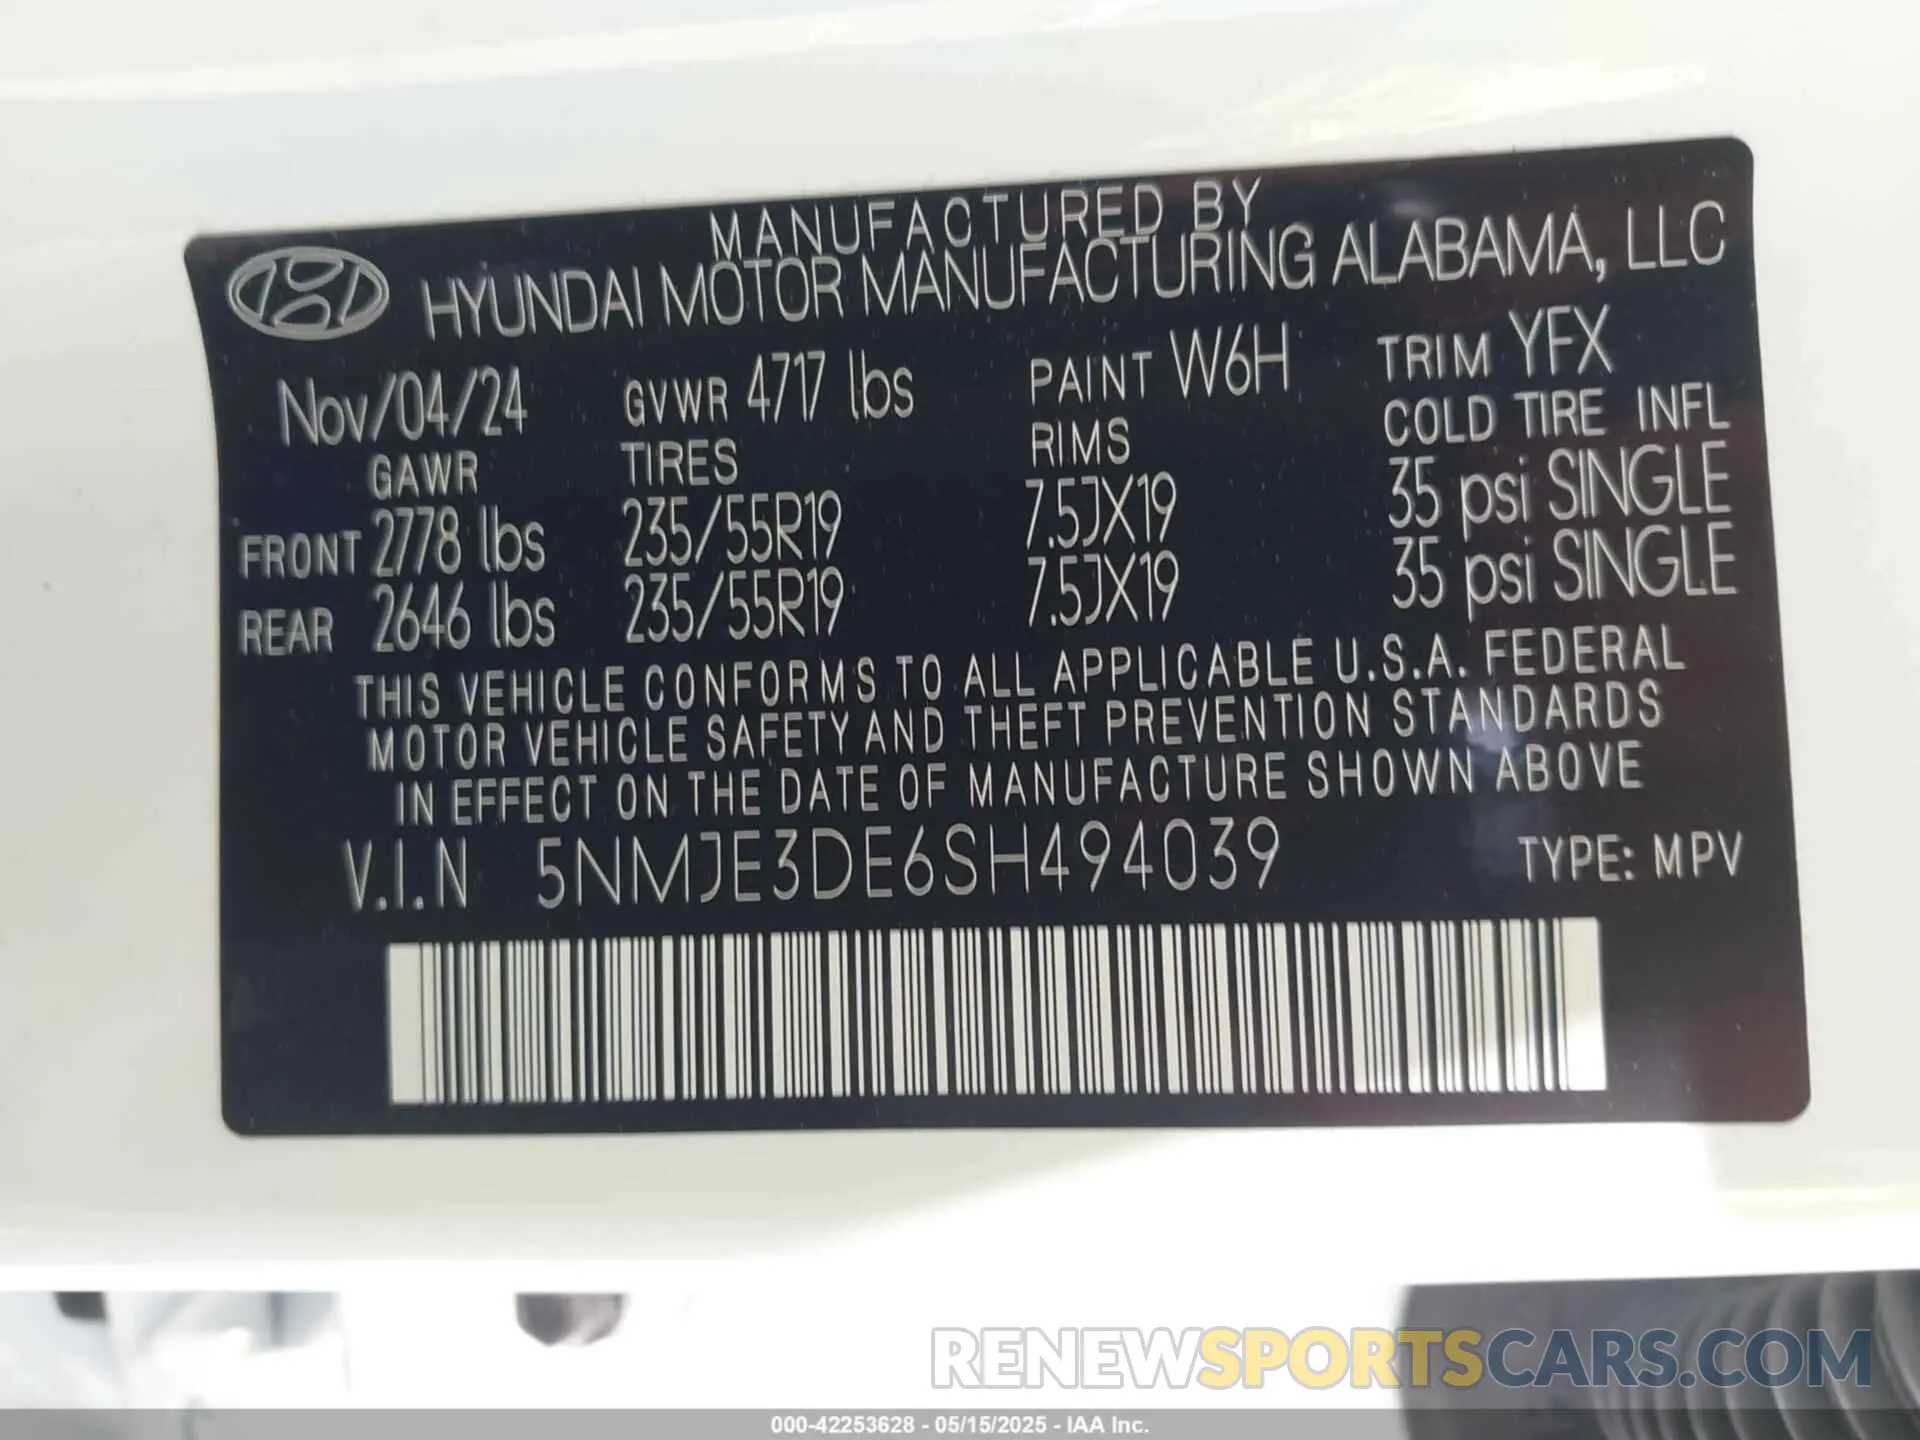 MANUFACTURED BY
HYUNDAI MOTOR MANUFACTURING ALABAMA, LLC
Nov/04/24 GVWR 4717 lbs PAINT W6H TRIM YFX
GAWR TIRES RIMS COLD TIRE INFL
FRONT 2778 lbs 235/55R19 7.5JX19 35 psi SINGLE
REAR 2646 lbs 235/55R19 7.5JX19 35 psi SINGLE
THIS VEHICLE CONFORMS TO ALL APPLICABLE U.S.A. FEDERAL
MOTOR VEHICLE SAFETY AND THEFT PREVENTION STANDARDS
IN EFFECT ON THE DATE OF MANUFACTURE SHOWN ABOVE
V.I.N 5NMJE3DE6SH494039 TYPE: MPV
RENEWSPORTSCARS.COM
000-42253628 - 05/15/2025 - IAA Inc.